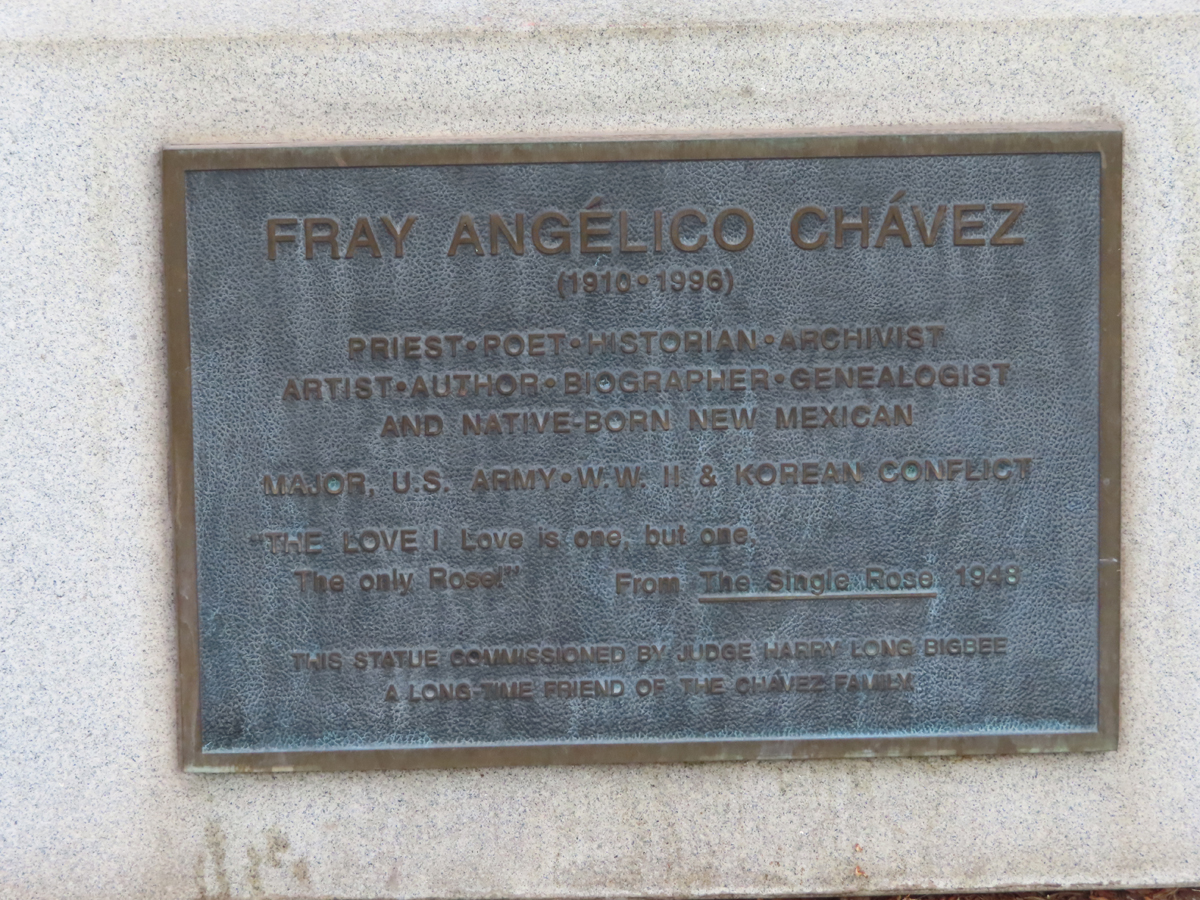 FRAY ANGÉLICO CHÁVEZ
(1910•1996)
PRIEST•POET•HISTORIAN•ARCHIVIST
ARTIST•AUTHOR•BIOGRAPHER•GENEALOGIST
AND NATIVE-BORN NEW MEXICAN
MAJOR, U.S. ARMY•W.W. II & KOREAN CONFLICT
"THE LOVE I Love is one, but one,
The only Rose!" From The Single Rose 1948
THIS STATUE COMMISSIONED BY JUDGE HARRY LONG BIGBEE
A LONG-TIME FRIEND OF THE CHÁVEZ FAMILY.